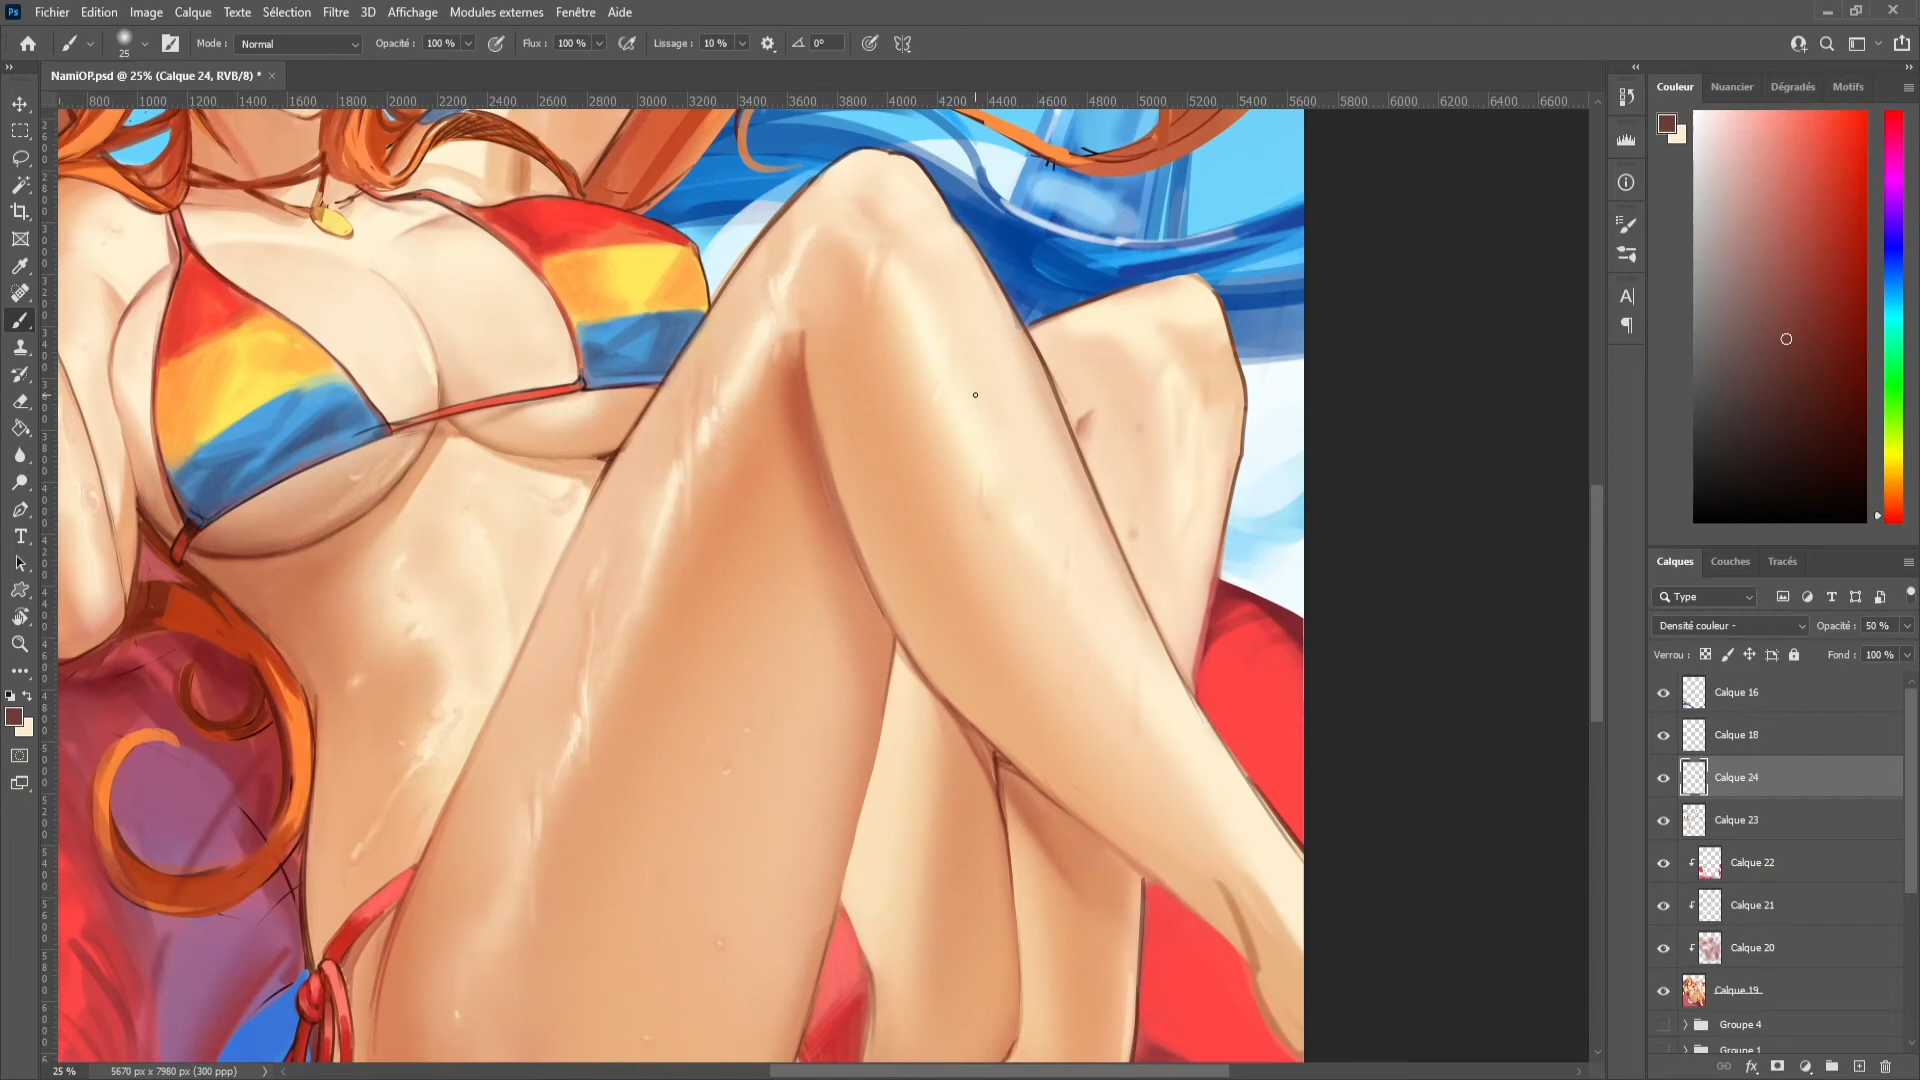 Ps Fichier Edition Image Calque Texte Sélection Filtre 3D Affichage Modules externes Fenêtre Aide
25 Mode : Normal Opacité : 100 % Flux : 100 % Lissage : 10 % 0°
NamiOP.psd @ 25% (Calque 24, RVB/8) * ×
800 1000 1200 1400 1600 1800 2000 2200 2400 2600 2800 3000 3200 3400 3600 3800 4000 4200 4400 4600 4800 5000 5200 5400 5600 5800 6000 6200 6400 6600
Couleur Nuancier Dégradés Motifs
Calques Couches Tracés
Type
Densité couleur - Opacité : 50 %
Verrou : Fond : 100 %
Calque 16
Calque 18
Calque 24
Calque 23
Calque 22
Calque 21
Calque 20
Calque 19
Groupe 4
Groupe 1
25 % 5670 px x 7980 px (300 ppp)